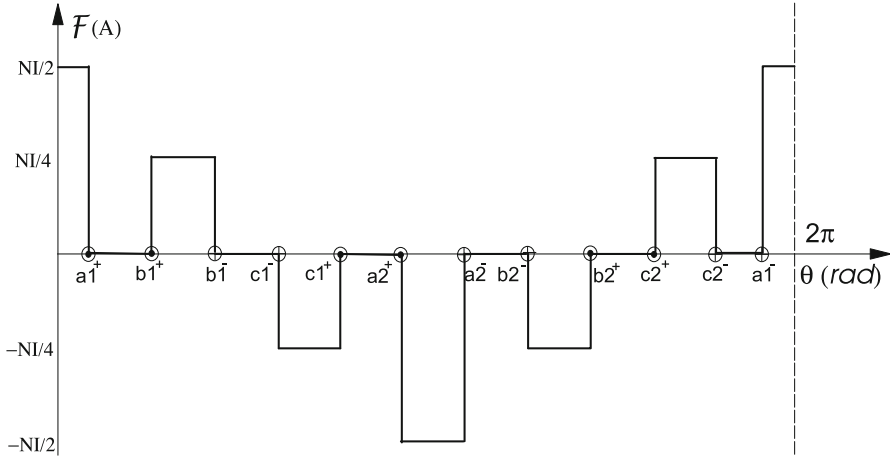 F (A)
NI/2
NI/4
2π
a1+ b1+ b1- c1- c1+ a2+ a2- b2- b2+ c2+ c2- a1- θ (rad)
−NI/4
−NI/2